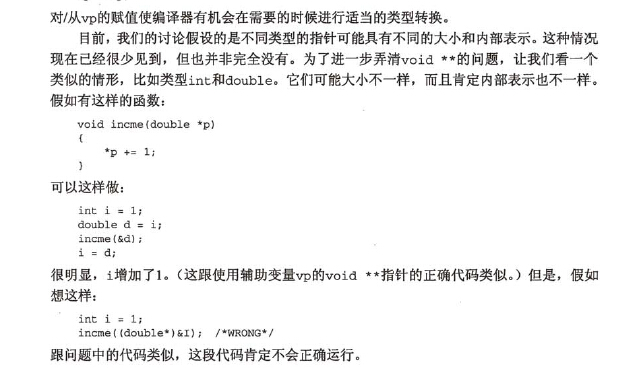 对/从vp的赋值使编译器有机会在需要的时候进行适当的类型转换。
目前，我们的讨论假设的是不同类型的指针可能具有不同的大小和内部表示。这种情况
现在已经很少见到，但也并非完全没有。为了进一步弄清void **的问题，让我们看一个
类似的情形，比如类型int和double。它们可能大小不一样，而且肯定内部表示也不一样。
假如有这样的函数：
void incme(double *p)
{
*p += 1;
}
可以这样做：
int i = 1;
double d = i;
incme(&d);
i = d;
很明显，i增加了1。（这跟使用辅助变量vp的void **指针的正确代码类似。）但是，假如
想这样：
int i = 1;
incme((double*)&I); /*WRONG*/
跟问题中的代码类似，这段代码肯定不会正确运行。